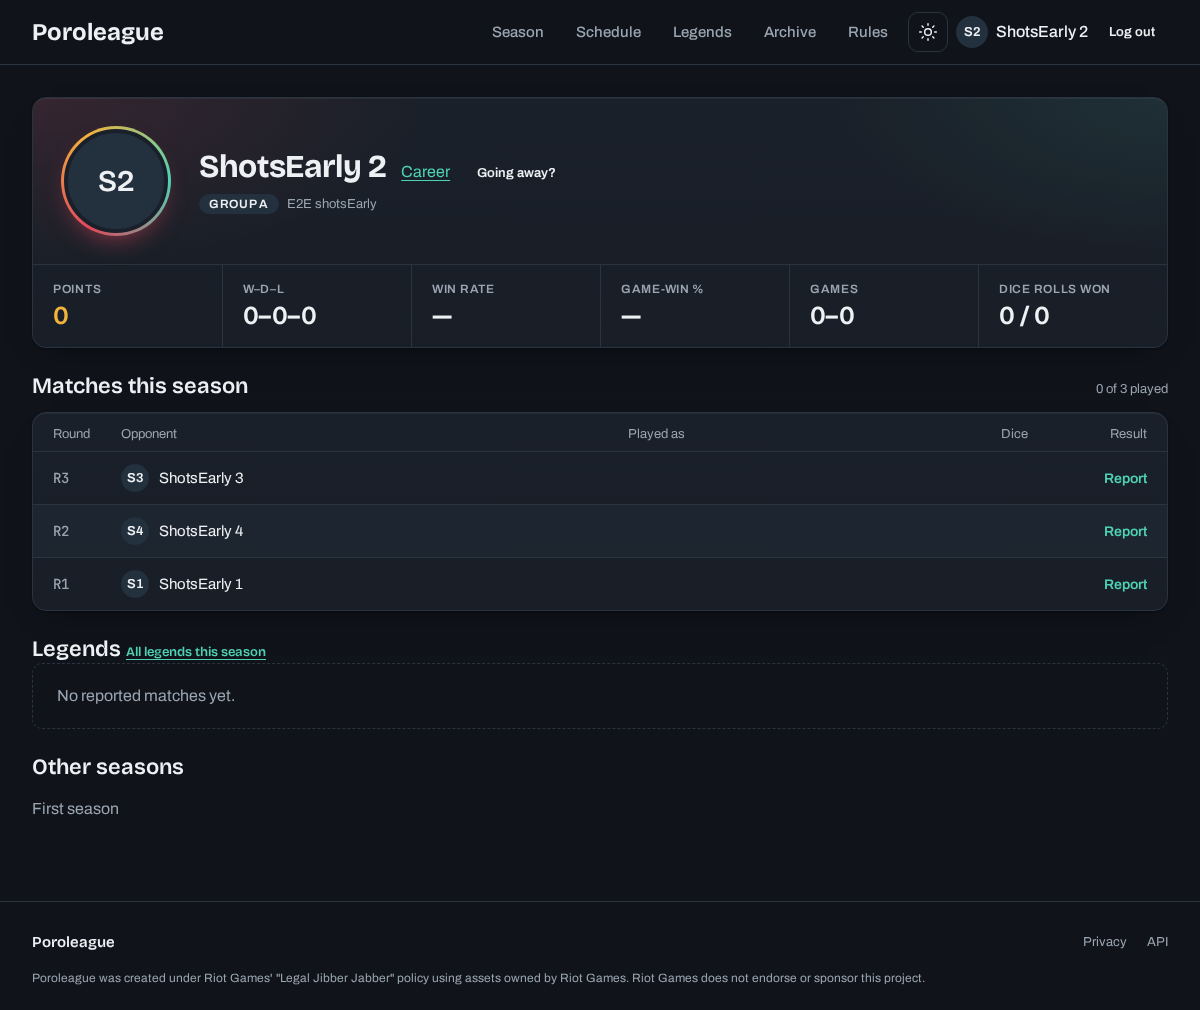 Poroleague
Season Schedule Legends Archive Rules S2 ShotsEarly 2 Log out
S2
ShotsEarly 2 Career Going away?
GROUP A E2E shotsEarly
POINTS W–D–L WIN RATE GAME-WIN % GAMES DICE ROLLS WON
0 0–0–0 — — 0–0 0 / 0
Matches this season 0 of 3 played
Round Opponent Played as Dice Result
R3 S3 ShotsEarly 3 Report
R2 S4 ShotsEarly 4 Report
R1 S1 ShotsEarly 1 Report
Legends All legends this season
No reported matches yet.
Other seasons
First season
Poroleague Privacy API
Poroleague was created under Riot Games' "Legal Jibber Jabber" policy using assets owned by Riot Games. Riot Games does not endorse or sponsor this project.